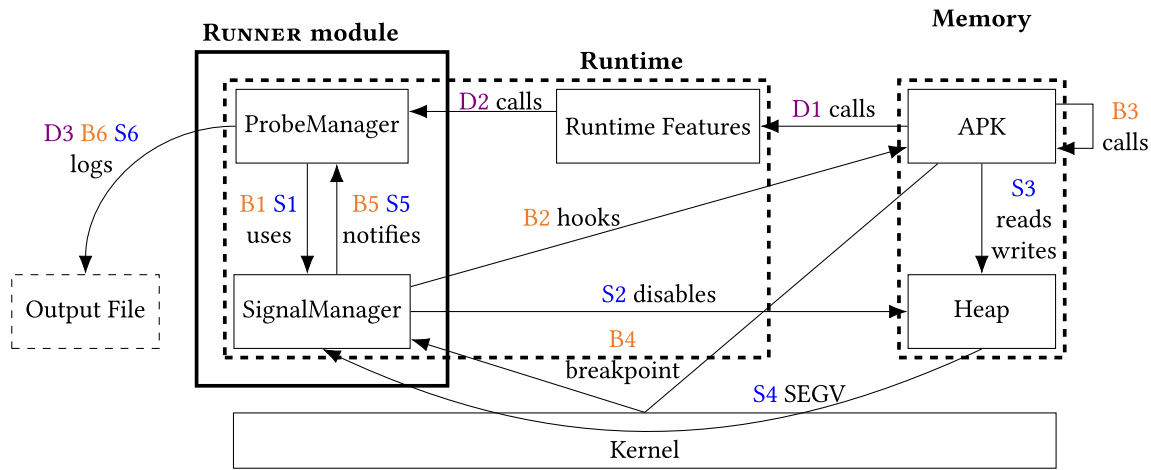 Memory
RUNNER module
Runtime
D2 calls
D1 calls
B3
calls
ProbeManager
Runtime Features
APK
D3 B6 S6
logs
B1 S1
uses
B5 S5
notifies
B2 hooks
S3
reads
writes
Output File
SignalManager
S2 disables
Heap
B4
breakpoint
S4 SEGV
Kernel